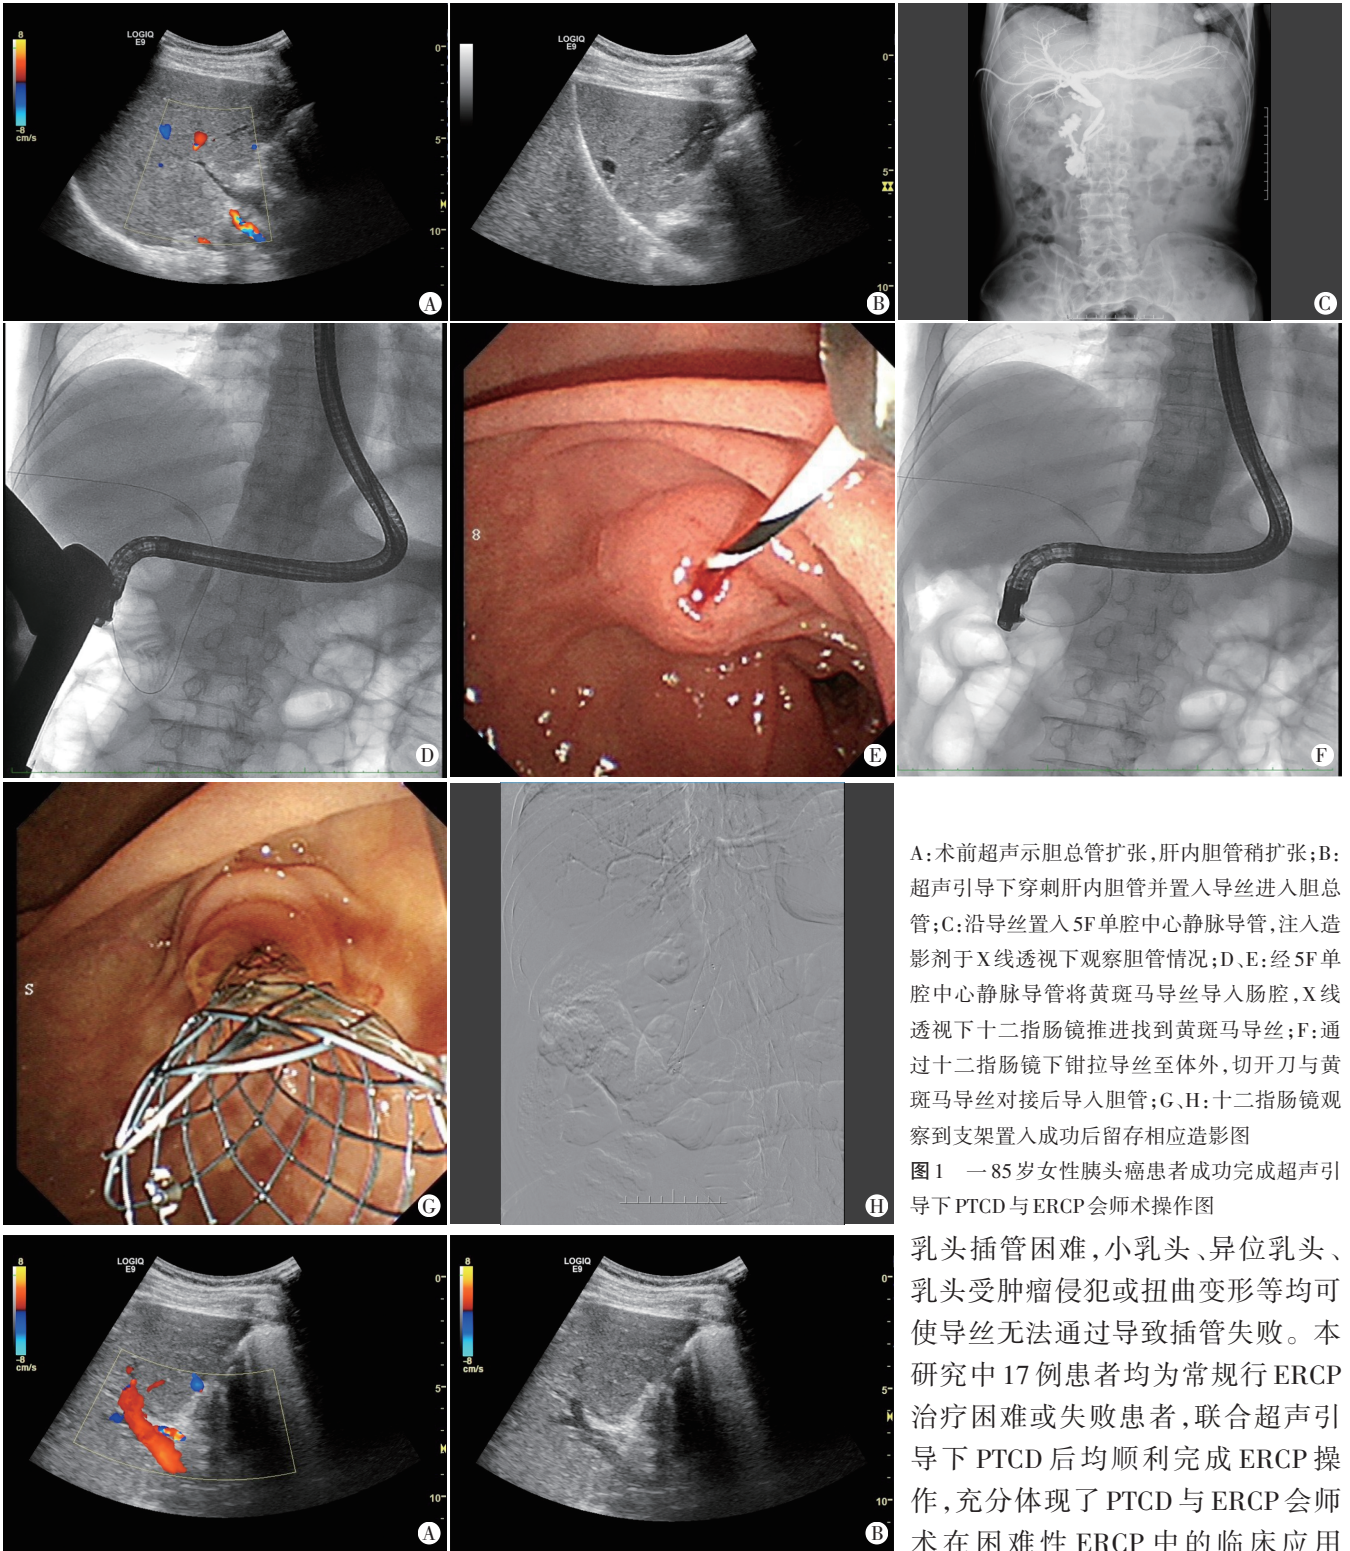 8
-8
cm/s
LOGIQ
E9
0
5
10
A
LOGIQ
E9
0
5
10
B
C
D
8
E
F
S
G
H
A:术前超声示胆总管扩张,肝内胆管稍扩张;B:
超声引导下穿刺肝内胆管并置入导丝进入胆总
管;C:沿导丝置入5F单腔中心静脉导管,注入造
影剂于X线透视下观察胆管情况;D、E:经5F单
腔中心静脉导管将黄斑马导丝导入肠腔,X线
透视下十二指肠镜推进找到黄斑马导丝;F:通
过十二指肠镜下钳拉导丝至体外,切开刀与黄
斑马导丝对接后导入胆管;G、H:十二指肠镜观
察到支架置入成功后留存相应造影图
图1 一85岁女性胰头癌患者成功完成超声引
导下PTCD与ERCP会师术操作图
8
-8
cm/s
LOGIQ
E9
0
5
10
A
8
-8
cm/s
LOGIQ
E9
0
5
10
B
乳头插管困难,小乳头、异位乳头、
乳头受肿瘤侵犯或扭曲变形等均可
使导丝无法通过导致插管失败。本
研究中17例患者均为常规行ERCP
治疗困难或失败患者,联合超声引
导下PTCD后均顺利完成ERCP操
作,充分体现了PTCD与ERCP会师
术在困难性ERCP中的临床应用